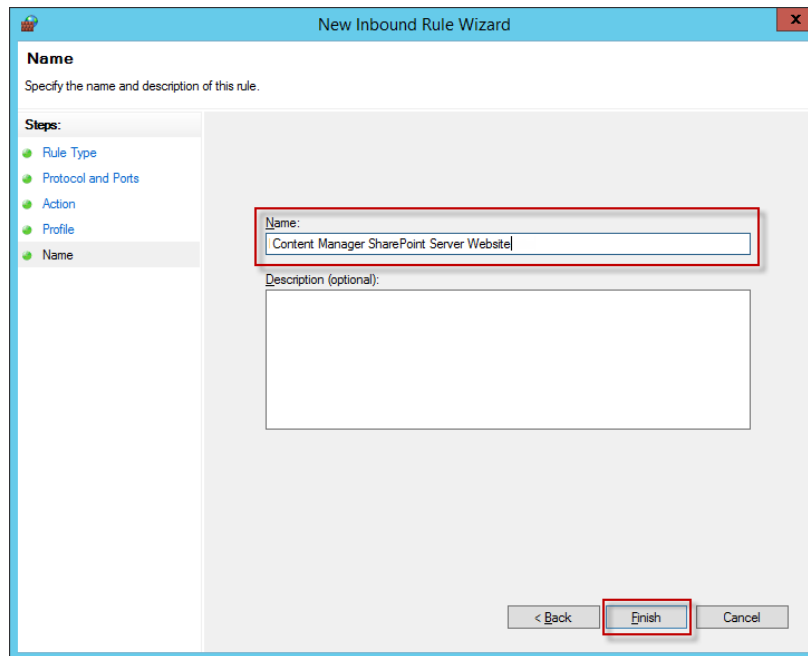 New Inbound Rule Wizard
x
Name
Specify the name and description of this rule.
Steps:
Rule Type
Protocol and Ports
Action
Profile
Name
Name:
Content Manager SharePoint Server Website
Description (optional):
< Back
Finish
Cancel